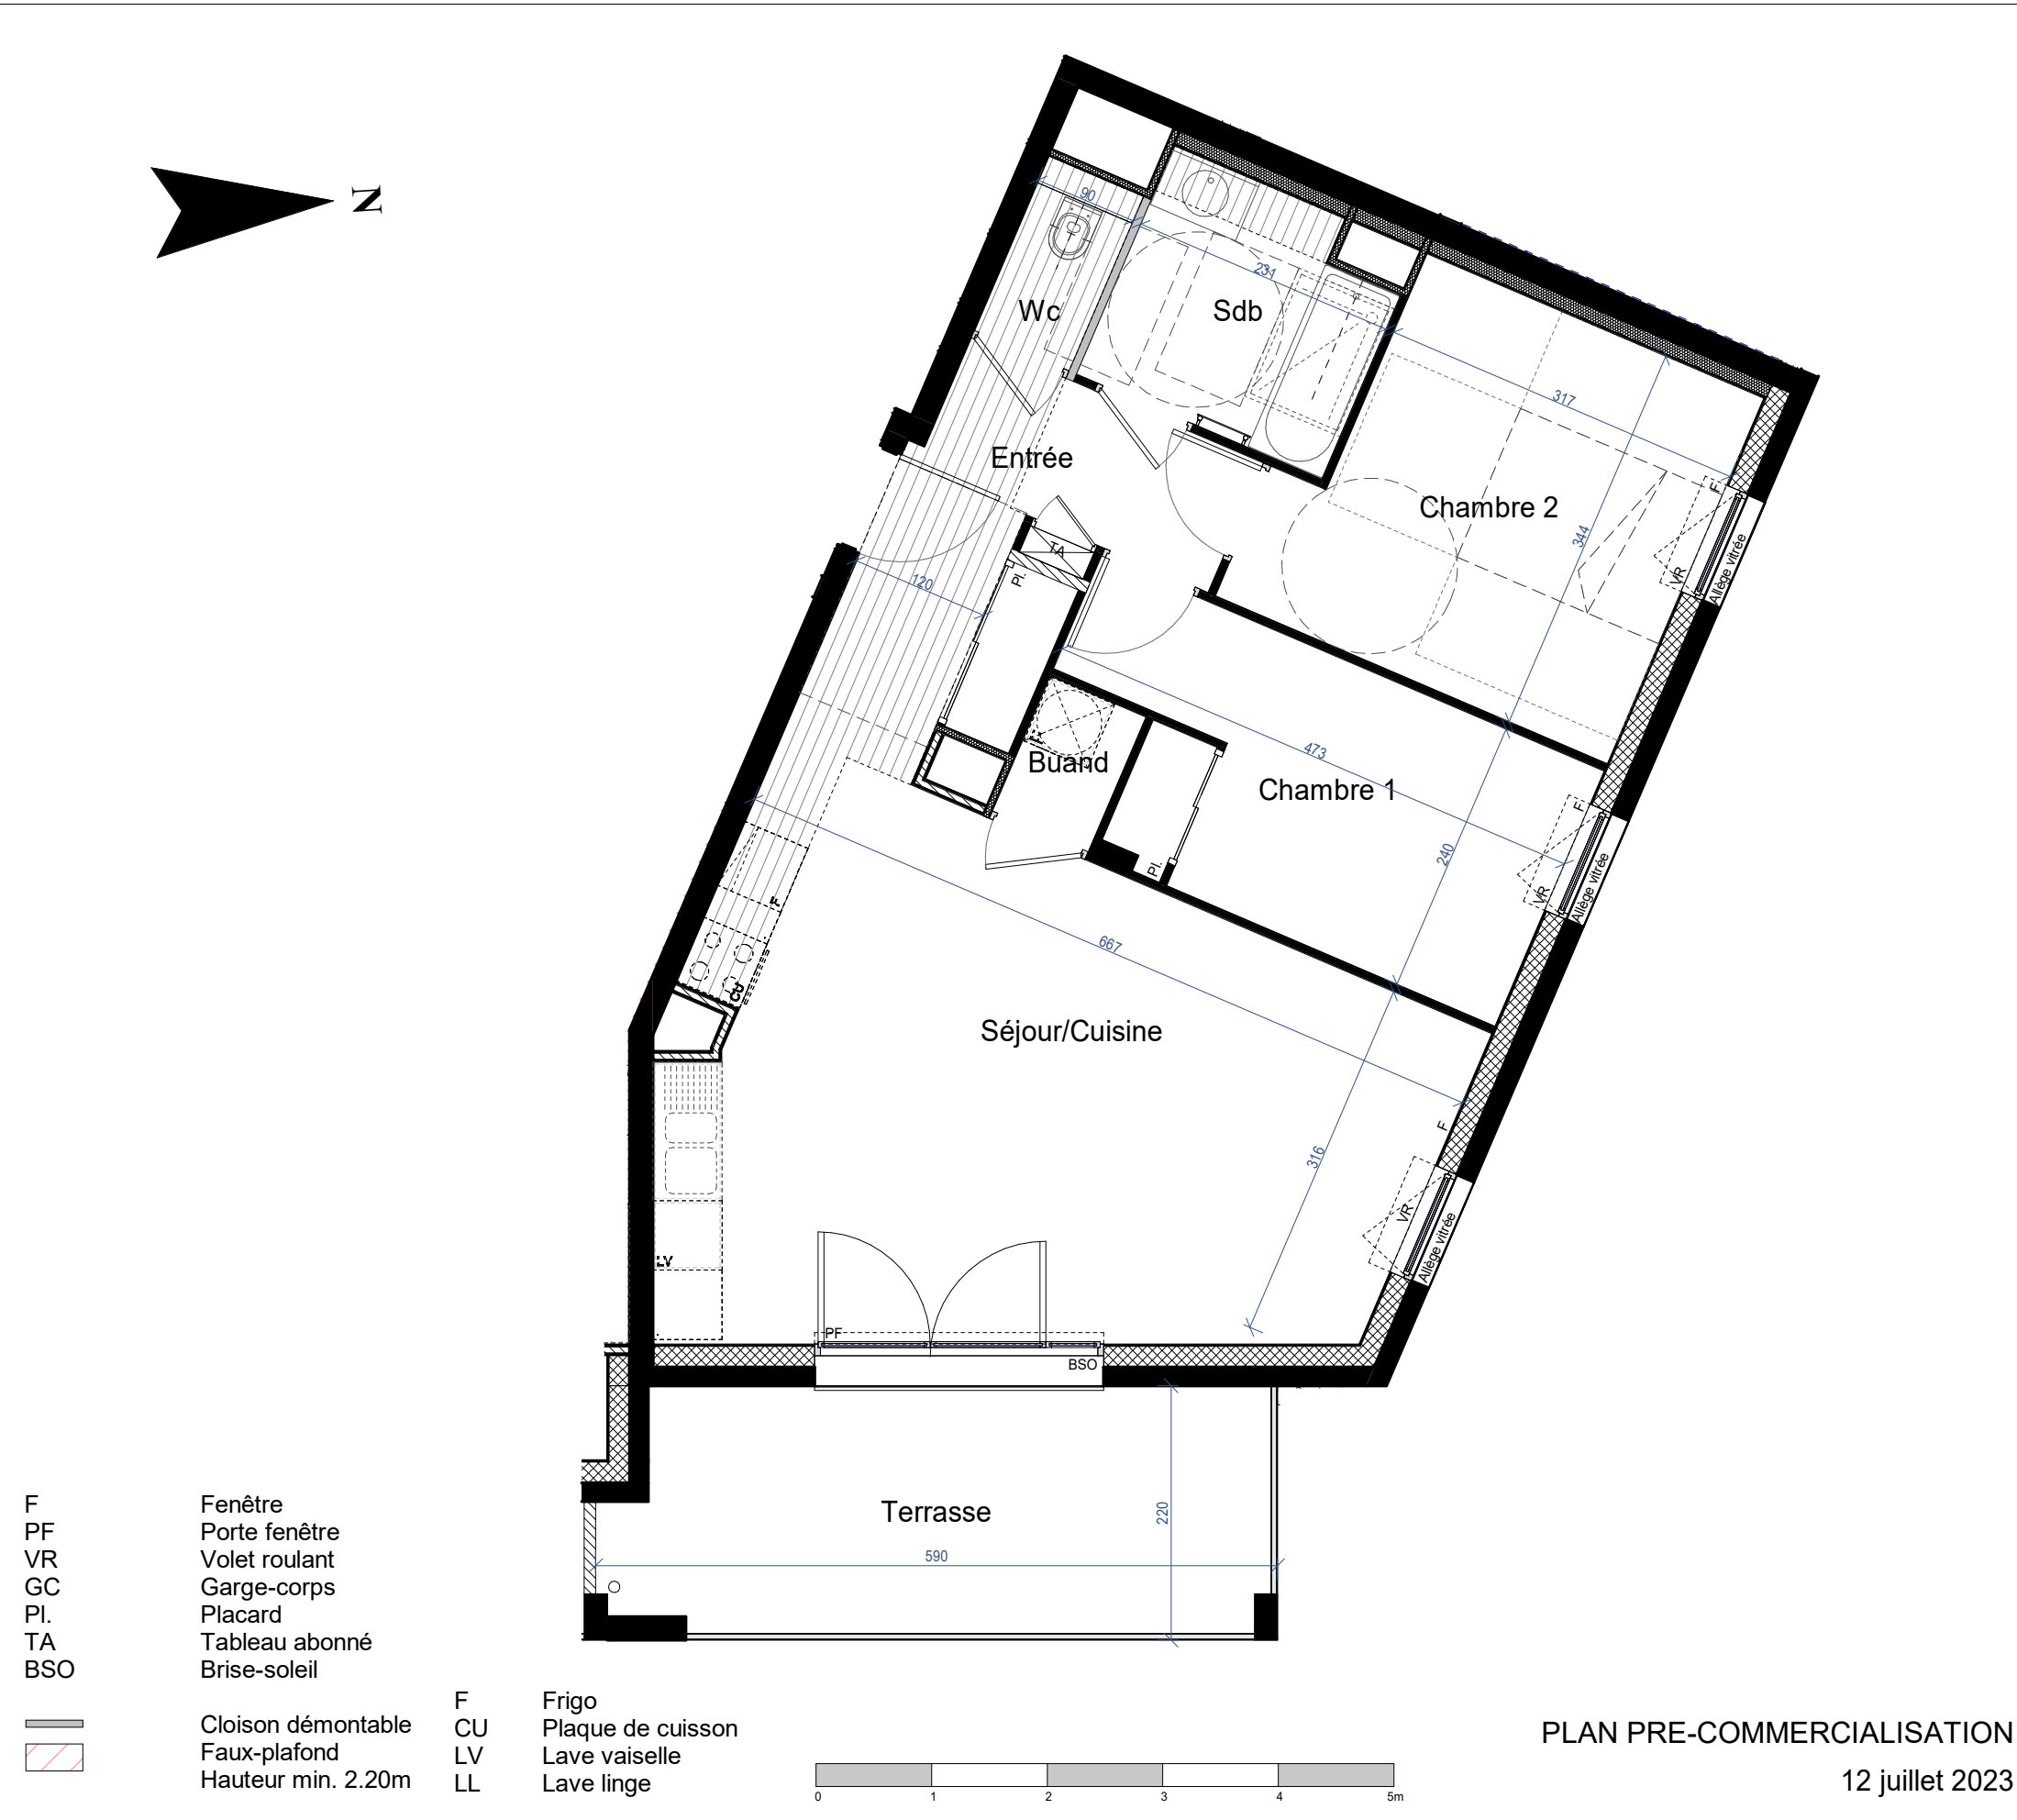 N
90
231
Wc
Sdb
317
Entrée
Chambre 2
F
344
VR
Allège vitrée
TA
Pl.
120
Buand
473
Chambre 1
F
240
VR
Allège vitrée
Pl.
F
CU
667
Séjour/Cuisine
F
316
VR
Allège vitrée
LV
PF
BSO
Terrasse
220
590
F Fenêtre
PF Porte fenêtre
VR Volet roulant
GC Garge-corps
Pl. Placard
TA Tableau abonné
BSO Brise-soleil
Cloison démontable
Faux-plafond
Hauteur min. 2.20m
F Frigo
CU Plaque de cuisson
LV Lave vaiselle
LL Lave linge
0 1 2 3 4 5m
PLAN PRE-COMMERCIALISATION
12 juillet 2023